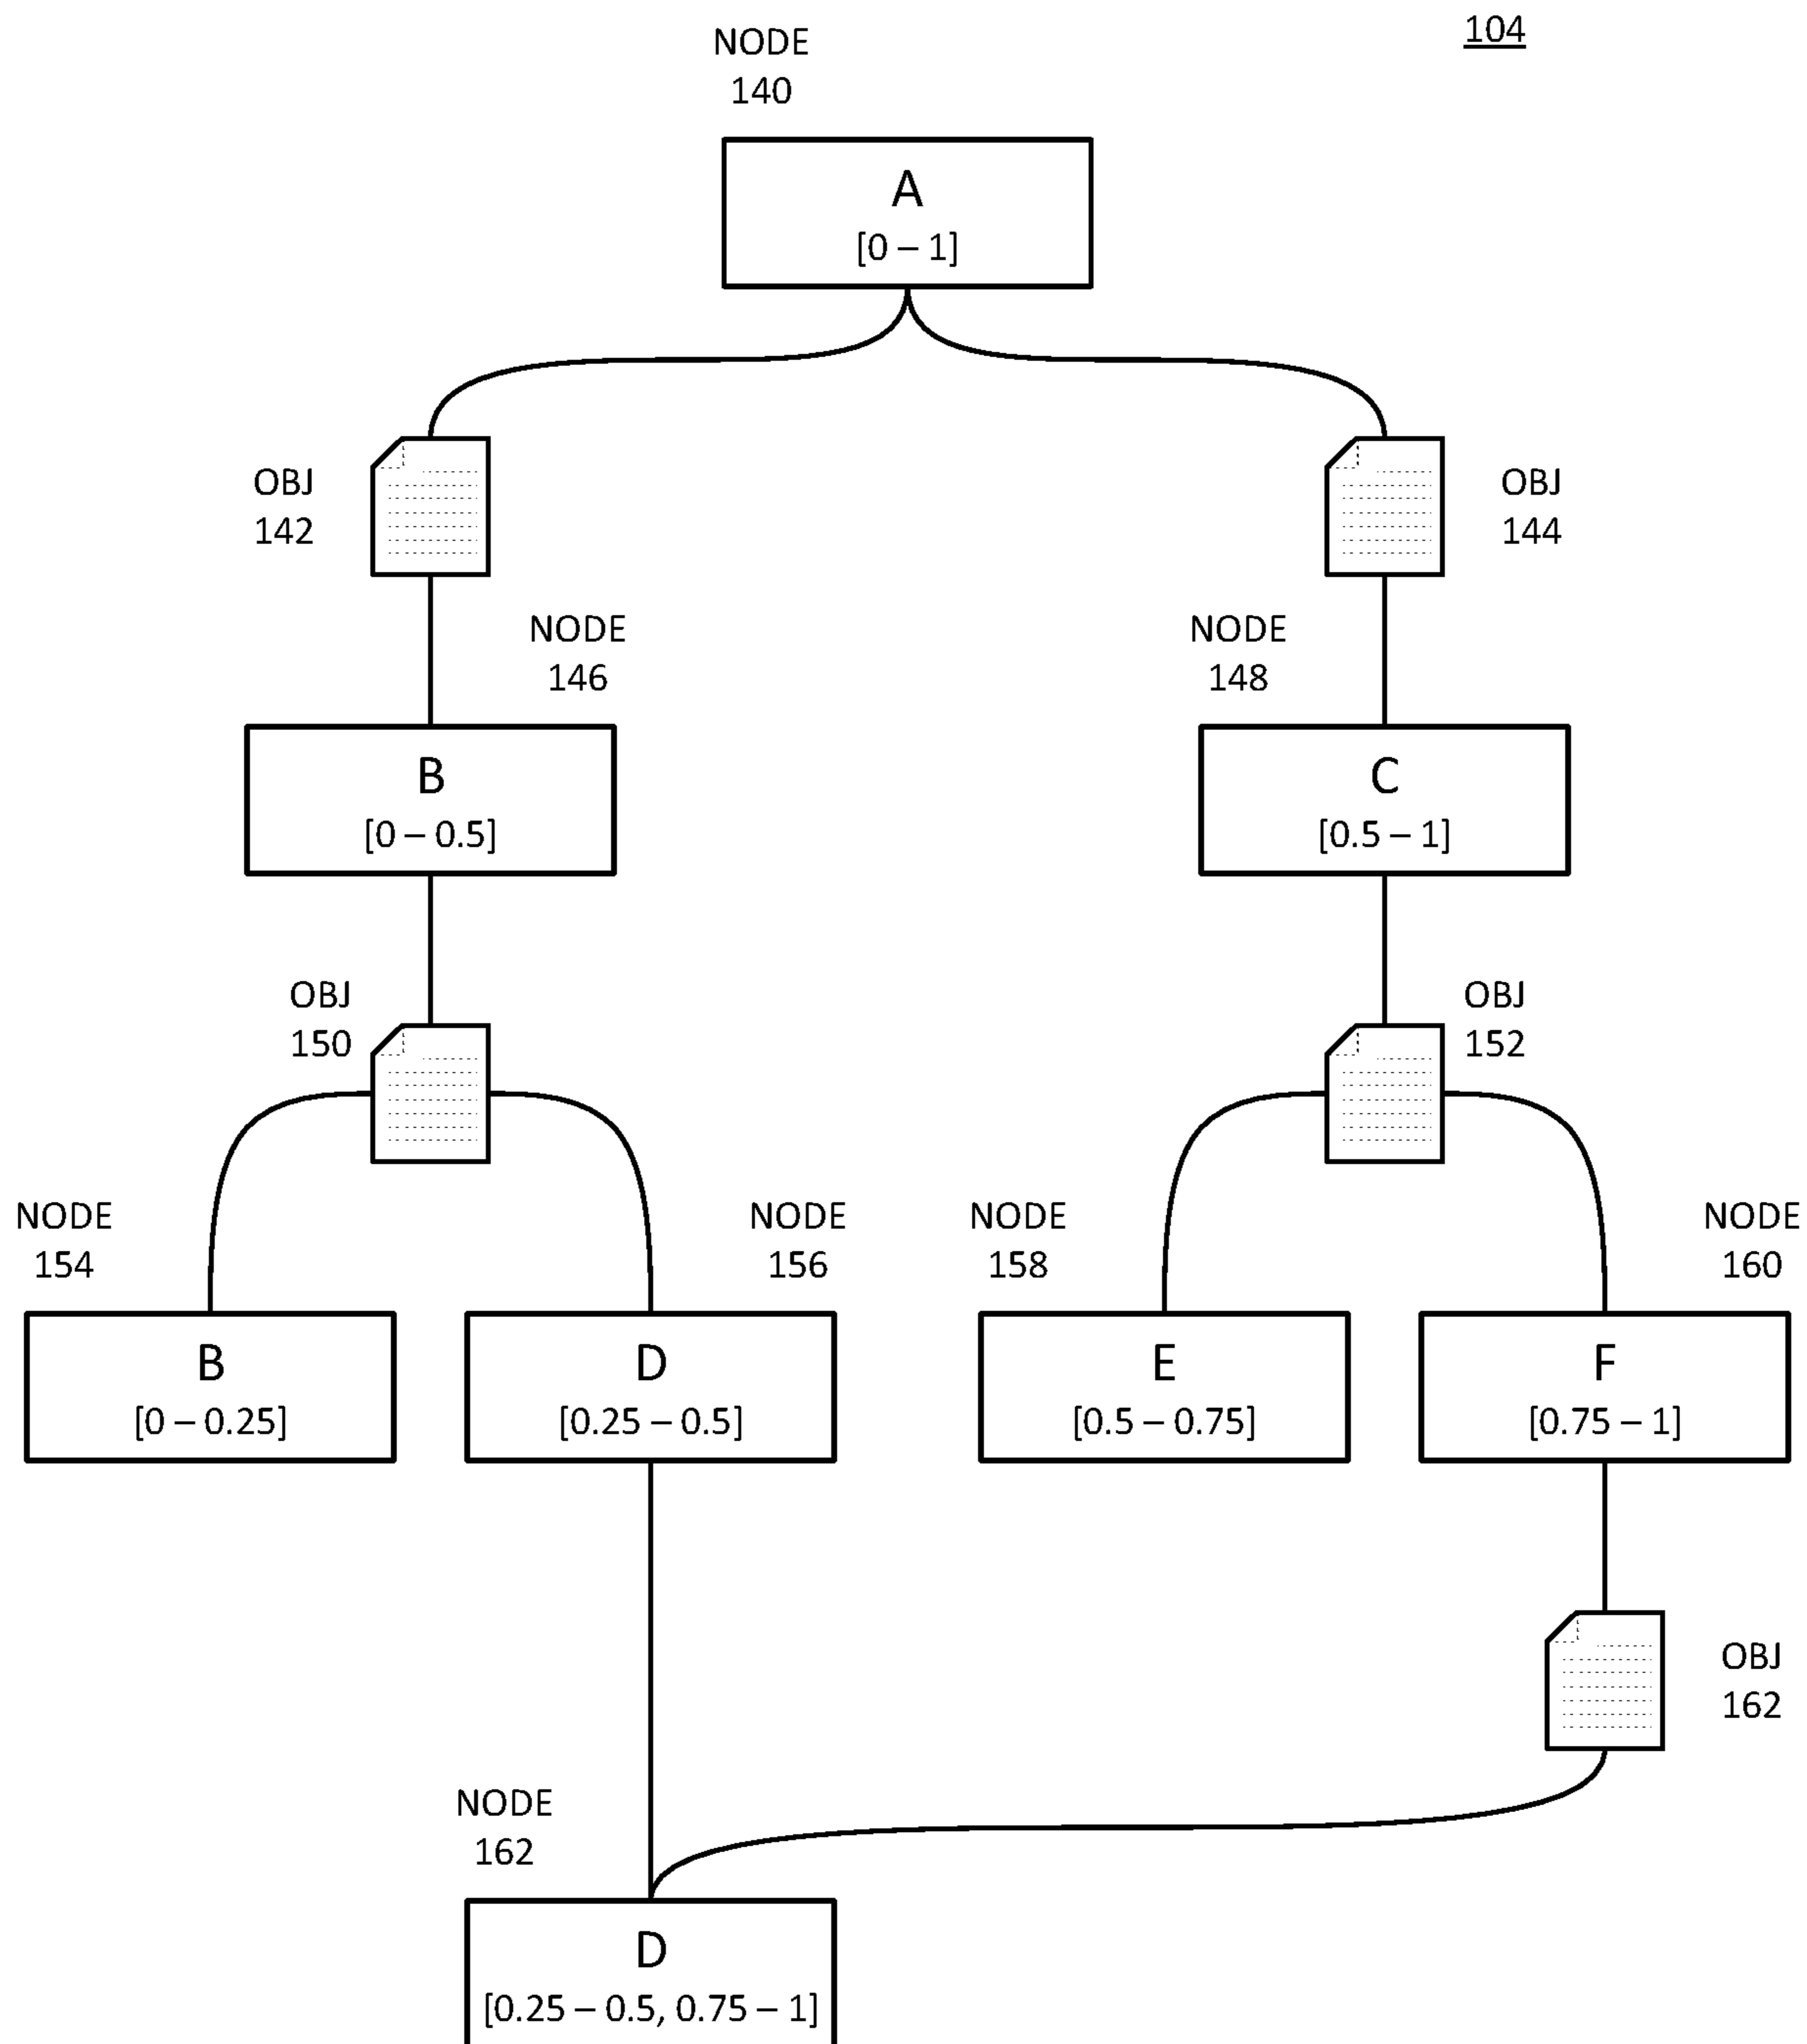 104
NODE
140
A
[0 – 1]
OBJ
142
OBJ
144
NODE
146
NODE
148
B
[0 – 0.5]
C
[0.5 – 1]
OBJ
150
OBJ
152
NODE
154
NODE
156
NODE
158
NODE
160
B
[0 – 0.25]
D
[0.25 – 0.5]
E
[0.5 – 0.75]
F
[0.75 – 1]
OBJ
162
NODE
162
D
[0.25 – 0.5, 0.75 – 1]